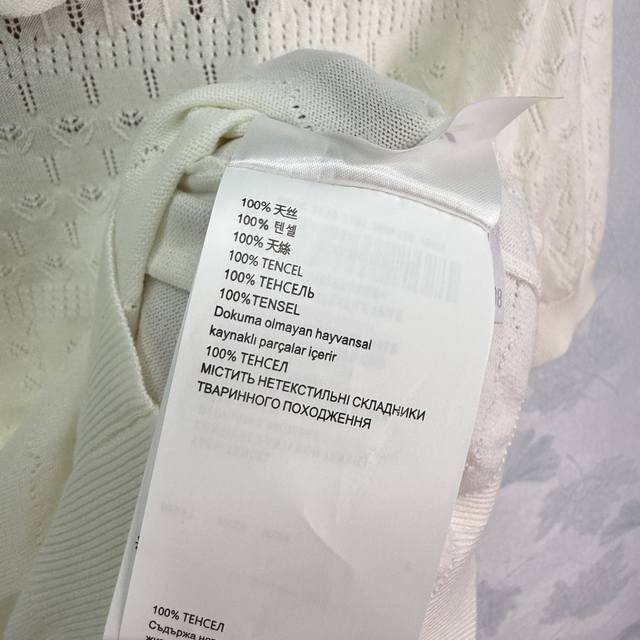 100% 天丝
100% 텐셀
100% 天絲
100% TENCEL
100% ТЕНСЕЛЬ
100%TENSEL
Dokuma olmayan hayvansal
kaynaklı parçalar içerir
100% ТЕНСЕЛ
МІСТИТЬ НЕТЕКСТИЛЬНІ СКЛАДНИКИ
ТВАРИННОГО ПОХОДЖЕННЯ
100% ТЕНСЕЛ
Съдържа